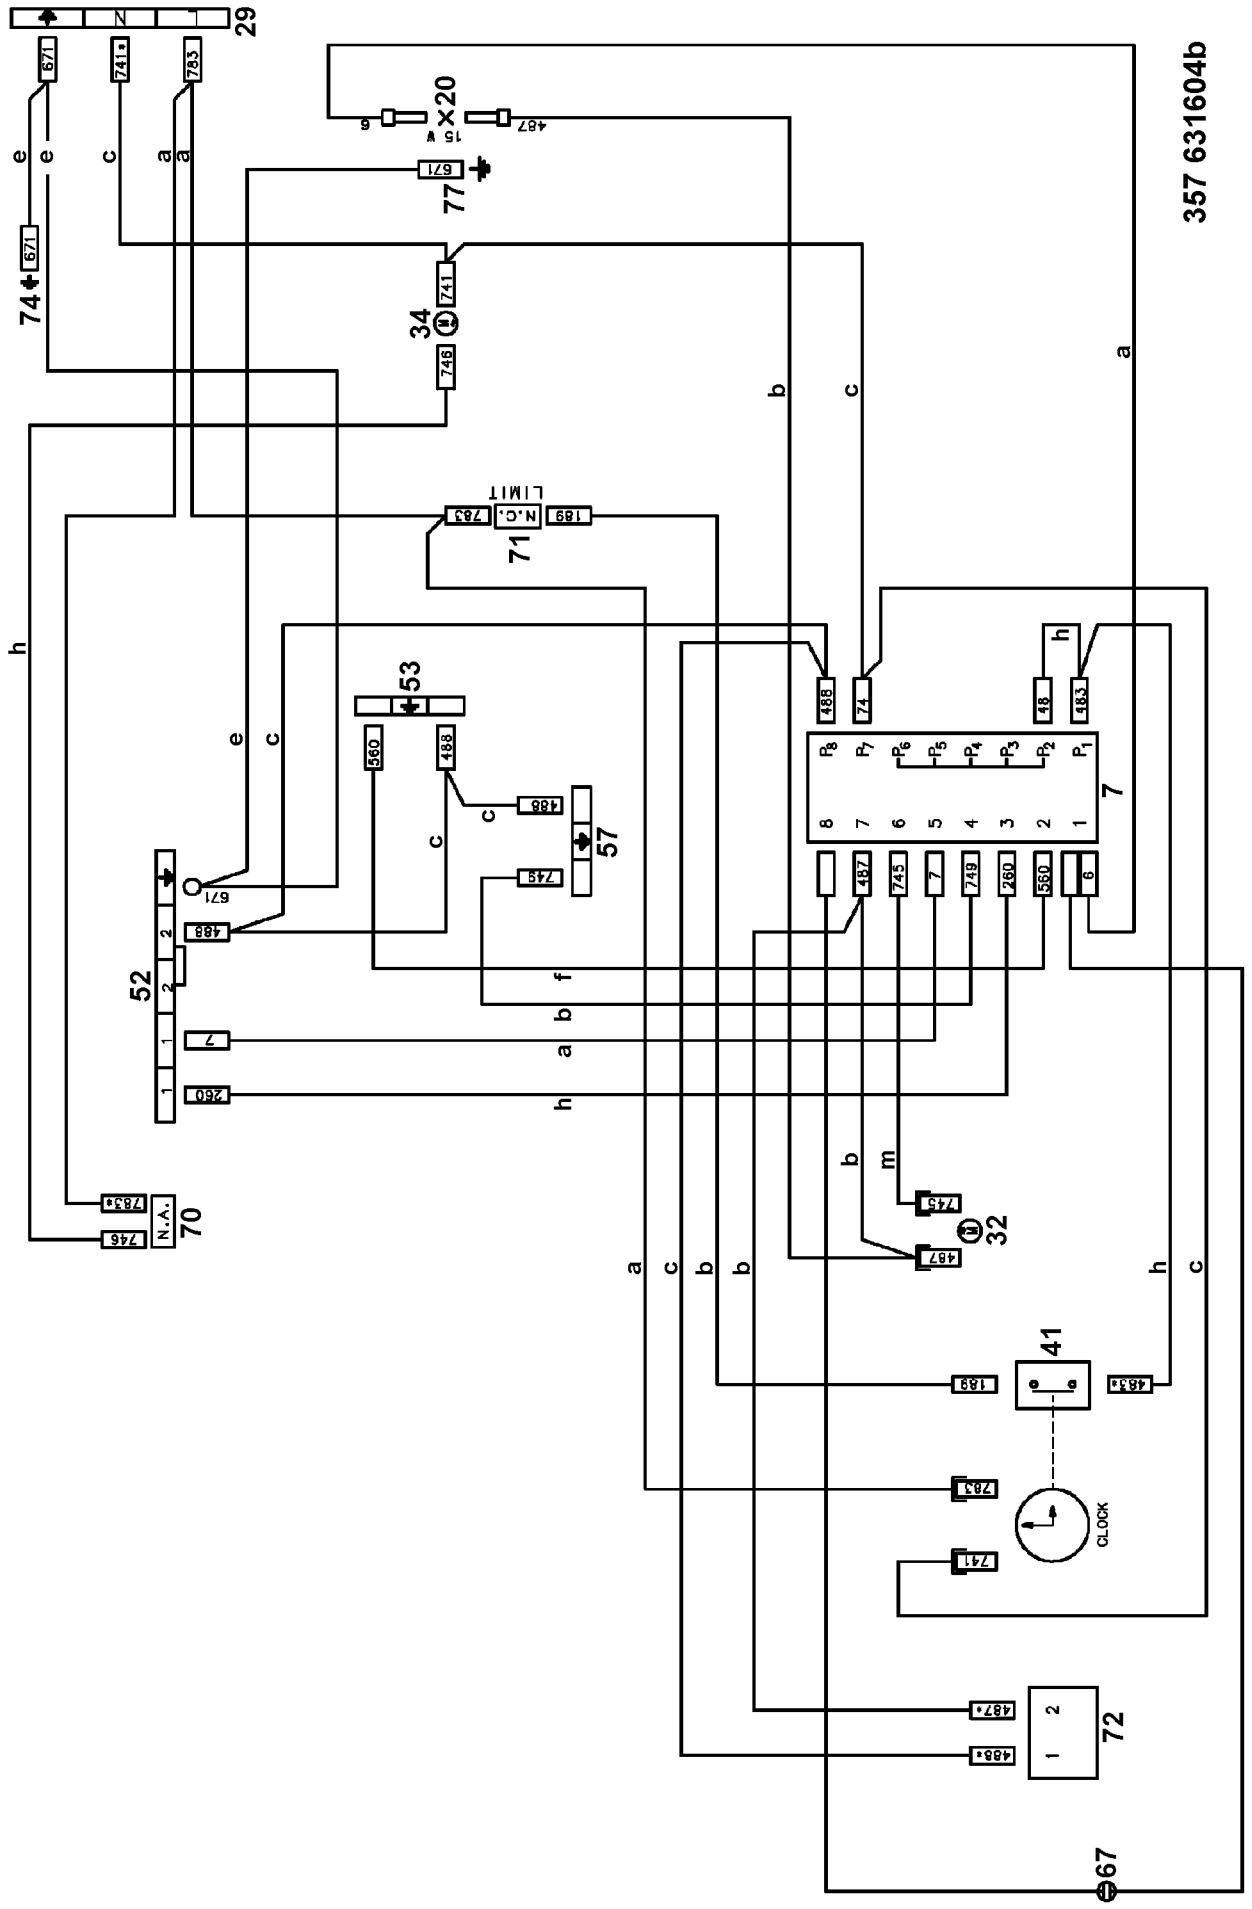 29
L
N
783
741*
671
a
a
c
e
e
671
74
X20
6
15 W
487
671
77
357 631604b
741
34
746
a
b
c
h
LIMIT
783
N.C.
189
71
53
560
488
c
c
488
749
57
e
c
671
52
2
2
1
1
488
7
260
h
488
74
48
483
P8
P7
P6
P5
P4
P3
P2
P1
8
7
6
5
4
3
2
1
7
487
745
7
749
260
560
6
f
b
a
h
783*
746
N.A.
70
b
m
745
M
32
487
a
c
b
b
h
c
189
41
483*
783
741
CLOCK
487*
488*
1
2
72
67